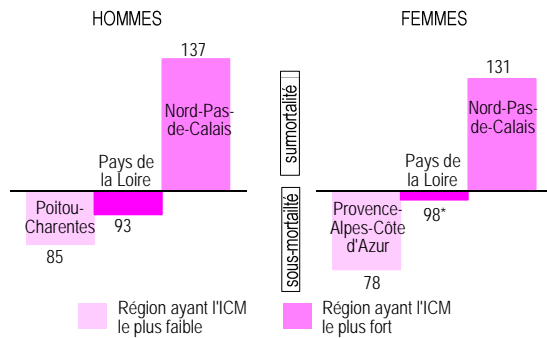 HOMMES
137
Nord-Pas-
de-Calais
Pays de
la Loire
Poitou-
Charentes
93
85
surmortalité
sous-mortalité
FEMMES
131
Nord-Pas-
de-Calais
Pays de
la Loire
Provence-
Alpes-Côte
d'Azur
98*
78
Région ayant l'ICM
le plus faible
Région ayant l'ICM
le plus fort